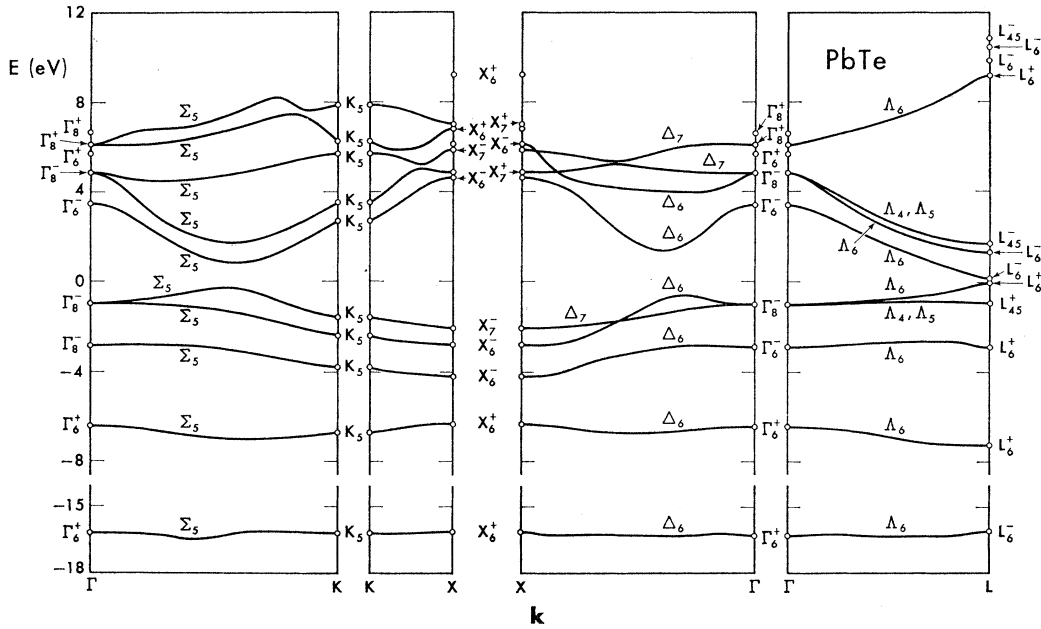 12
E (eV)
8
4
0
−4
−8
−15
−18
Γ₈⁺
Γ₈⁺
Γ₆⁺
Γ₈⁻
Γ₆⁻
Γ₈⁻
Γ₈⁻
Γ₆⁺
Γ₆⁺
Σ₅
Σ₅
Σ₅
Σ₅
Σ₅
Σ₅
Σ₅
Σ₅
Σ₅
K₅
K₅
K₅
K₅
K₅
K₅
K₅
K₅
K₅
K₅
X₆⁺
X₆⁺
X₇⁻
X₆⁻
X₇⁺
X₆⁻
X₇⁺
X₇⁻
X₆⁻
X₆⁻
X₆⁺
X₆⁺
Δ₇
Δ₇
Δ₆
Δ₆
Δ₆
Δ₇
Δ₆
Δ₆
Δ₆
Γ₈⁺
Γ₈⁺
Γ₆⁺
Γ₈⁻
Γ₆⁻
Γ₈⁻
Γ₆⁻
Γ₆⁺
Γ₆⁺
PbTe
Λ₆
Λ₄, Λ₅
Λ₆
Λ₆
Λ₆
Λ₄, Λ₅
Λ₆
Λ₆
Λ₆
L₄₅⁻
L₆⁻
L₆⁻
L₆⁺
L₄₅⁻
L₆⁻
L₆⁻
L₆⁺
L₄₅⁺
L₆⁺
L₆⁺
L₆⁻
Γ K K X X Γ Γ L
k